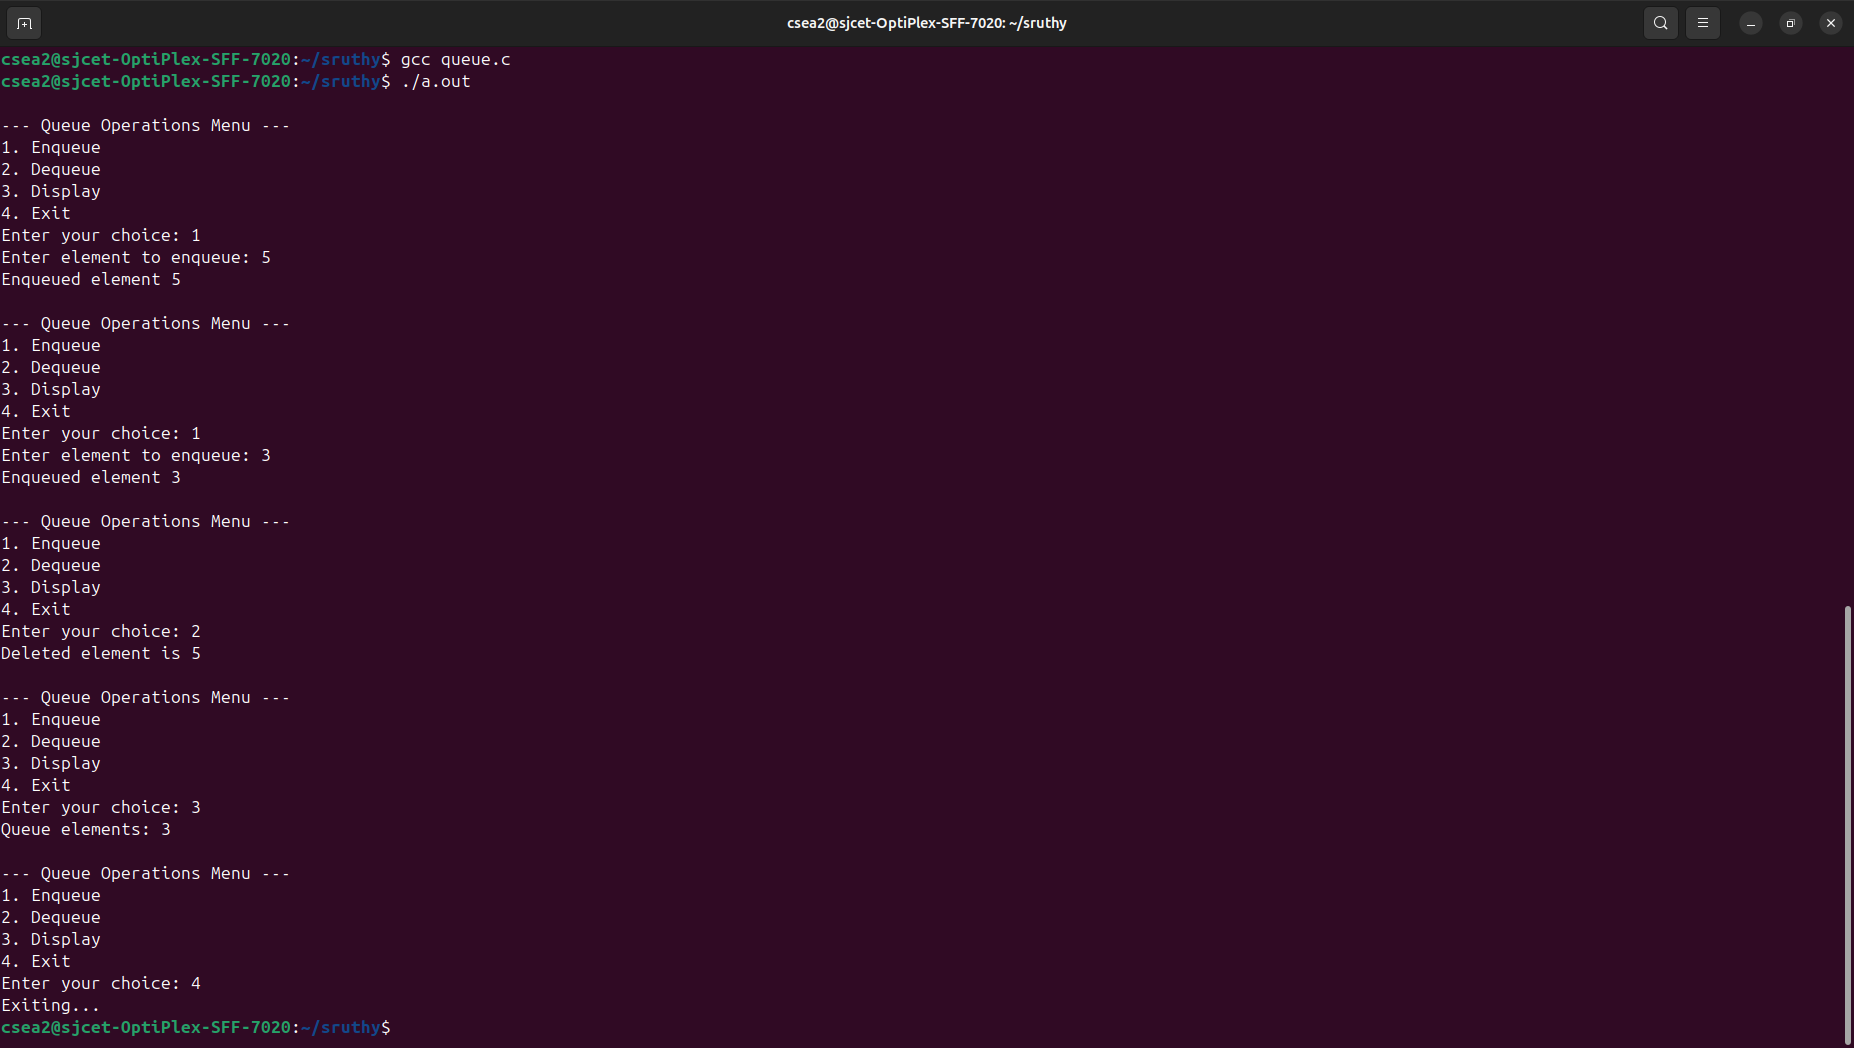 csea2@sjcet-OptiPlex-SFF-7020: ~/sruthy
csea2@sjcet-OptiPlex-SFF-7020:~/sruthy$ gcc queue.c
csea2@sjcet-OptiPlex-SFF-7020:~/sruthy$ ./a.out
--- Queue Operations Menu ---
1. Enqueue
2. Dequeue
3. Display
4. Exit
Enter your choice: 1
Enter element to enqueue: 5
Enqueued element 5
--- Queue Operations Menu ---
1. Enqueue
2. Dequeue
3. Display
4. Exit
Enter your choice: 1
Enter element to enqueue: 3
Enqueued element 3
--- Queue Operations Menu ---
1. Enqueue
2. Dequeue
3. Display
4. Exit
Enter your choice: 2
Deleted element is 5
--- Queue Operations Menu ---
1. Enqueue
2. Dequeue
3. Display
4. Exit
Enter your choice: 3
Queue elements: 3
--- Queue Operations Menu ---
1. Enqueue
2. Dequeue
3. Display
4. Exit
Enter your choice: 4
Exiting...
csea2@sjcet-OptiPlex-SFF-7020:~/sruthy$